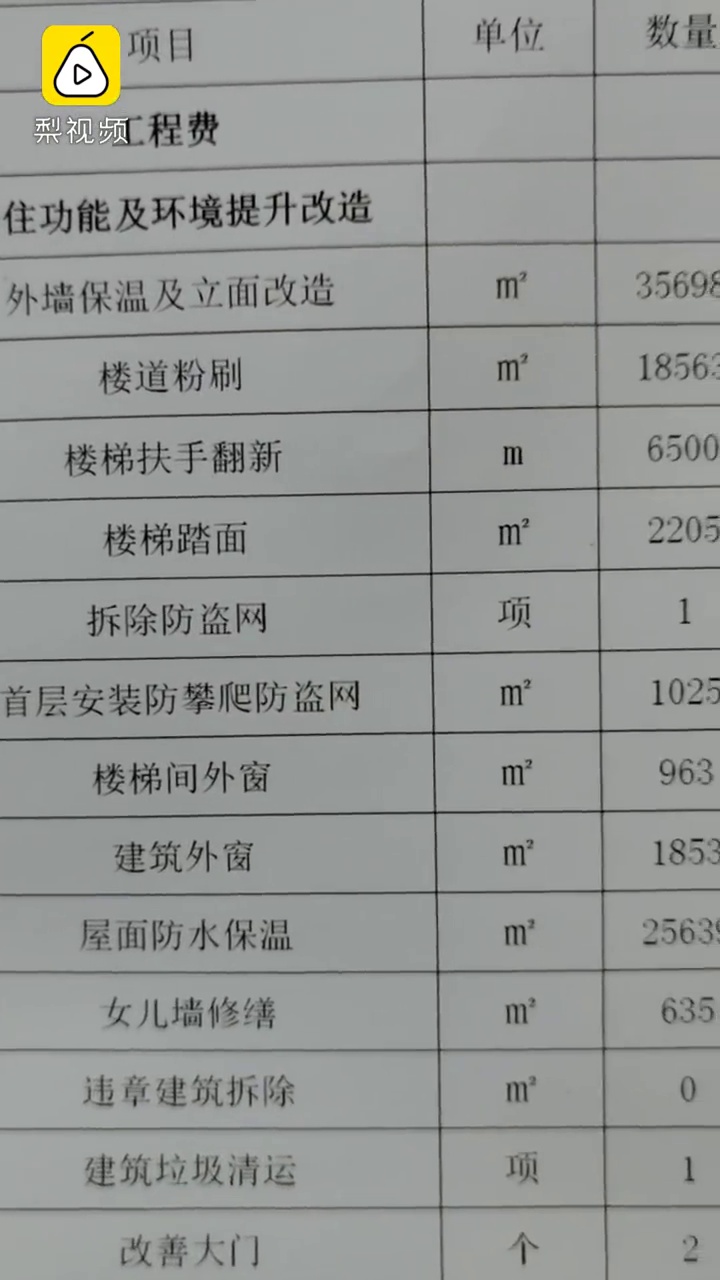 项目 单位 数量
梨视频
工程费
住功能及环境提升改造
外墙保温及立面改造 m² 35698
楼道粉刷 m² 18563
楼梯扶手翻新 m 6500
楼梯踏面 m² 2205
拆除防盗网 项 1
首层安装防攀爬防盗网 m² 1025
楼梯间外窗 m² 963
建筑外窗 m² 1853
屋面防水保温 m² 25639
女儿墙修缮 m² 635
违章建筑拆除 m² 0
建筑垃圾清运 项 1
改善大门 个 2